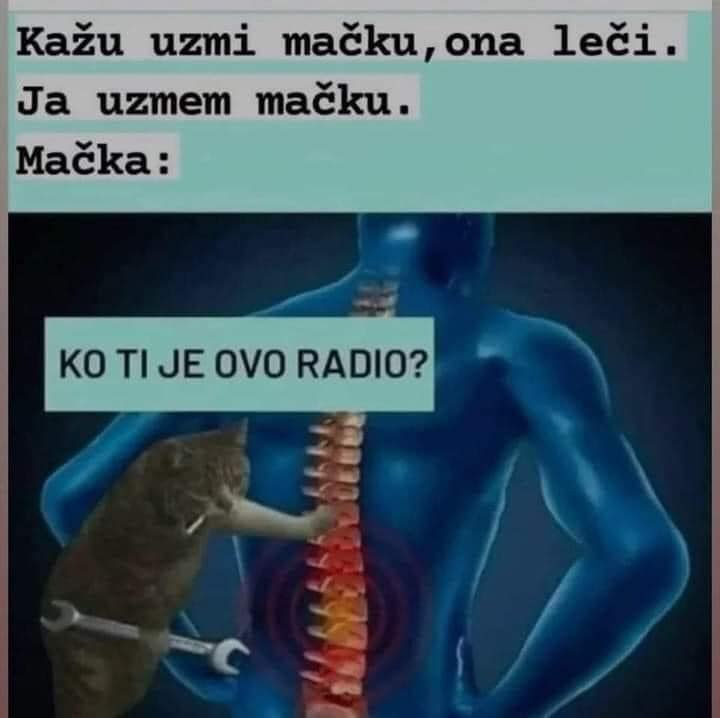 Kažu uzmi mačku,ona leči.
Ja uzmem mačku.
Mačka:
KO TI JE OVO RADIO?